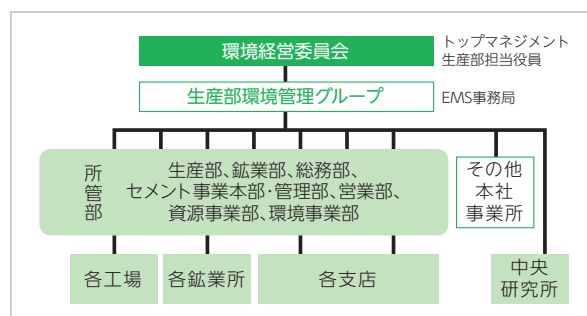 環境経営委員会
トップマネジメント
生産部担当役員
生産部環境管理グループ
EMS事務局
所管部
生産部、鉱業部、総務部、
セメント事業本部・管理部、営業部、
資源事業部、環境事業部
その他
本社
事業所
各工場
各鉱業所
各支店
中央
研究所